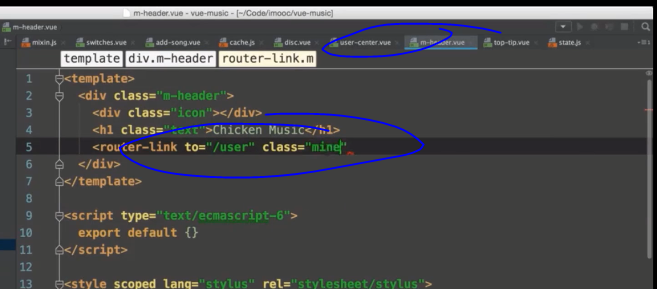 m-header.vue - vue-music - [~/Code/imooc/vue-music]
m-header.vue
mixin.js switches.vue add-song.vue cache.js disc.vue user-center.vue m-header.vue top-tip.vue state.js
template div.m-header router-link.m
1 <template>
2 <div class="m-header">
3 <div class="icon"></div>
4 <h1 class="text">Chicken Music</h1>
5 <router-link to="/user" class="mine"
6 </div>
7 </template>
8
9 <script type="text/ecmascript-6">
10 export default {}
11 </script>
12
13 <style scoped lang="stylus" rel="stylesheet/stylus">